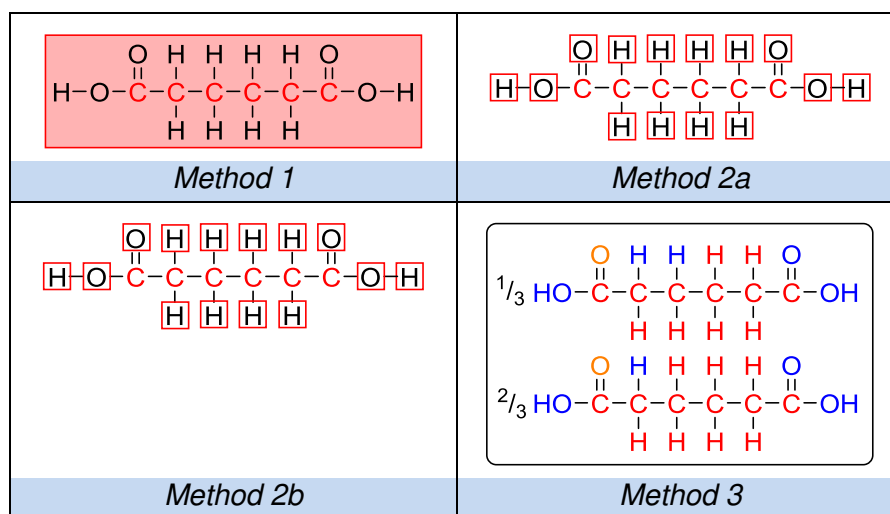 O H H H H O
H O C C C C C C O H
H H H H
Method 1
O H H H H O
H O C C C C C C O H
H H H H
Method 2a
O H H H H O
H O C C C C C C O H
H H H H
Method 2b
O H H H H O
1/3 HO C C C C C C OH
H H H H
O H H H H O
2/3 HO C C C C C C OH
H H H H
Method 3